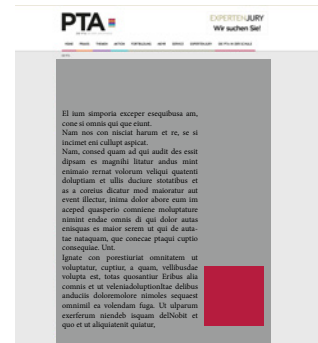 PTA
EXPERTENJURY
Wir suchen Sie!
El ium simporia exceper esequibusa am,
cone si omnis qui que eiunt.
Nam nos con nisciat harum et re, se si
incimet eni cullupt aspicat.
Nam, consed quam ad qui audit des essit
dipsam es magnihi litatur andus mint
enimaio rernat volorum veliqui quatenti
doluptiam et ullis duciure stotatibus et
as a coreius dicatur mod maioratur aut
event illectur, inima dolor abore eum im
aceped quasperio comniene moluptature
nimint endae omnis di qui dolor autas
enisquas es maior serem ut qui de auta-
tae nataquam, que conecae ptaqui cuptio
consequiae. Unt.
Ignate con porestiuriat omnitatem ut
voluptatur, cuptiur, a quam, vellibusdae
volupta est, totas quosantiur Eribus alia
comnis et ut veleniadoluptionItae delibus
anduciis doloremolore nimoles sequaest
omnimil ea volendam fuga. Ut ulparum
exerferum niendeb isquam delNobit et
quo et ut aliquiatenit quiatur,